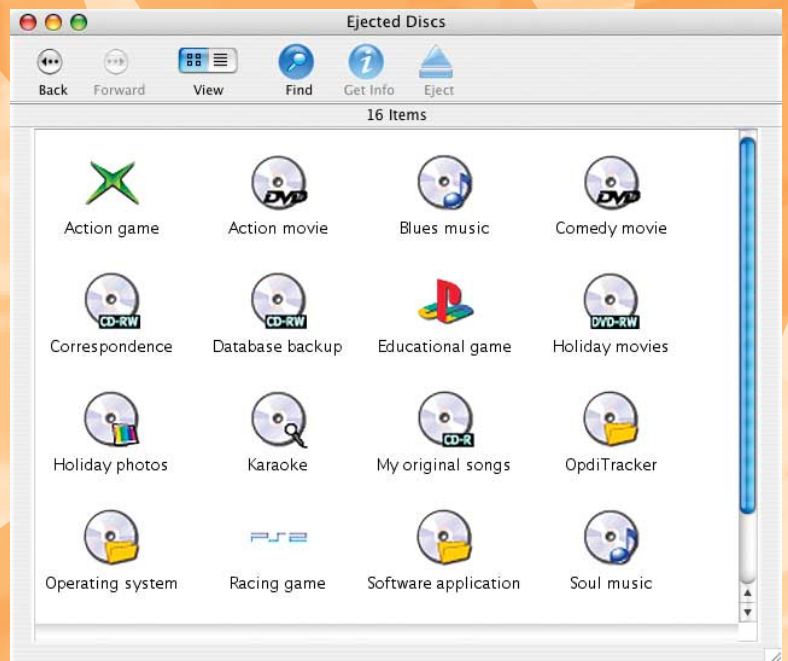 Ejected Discs
Back Forward View Find Get Info Eject
16 Items
DVD DVD
Action game Action movie Blues music Comedy movie
CD-RW CD-RW DVD-RW
Correspondence Database backup Educational game Holiday movies
CD-R
Holiday photos Karaoke My original songs OpdiTracker
PS2
Operating system Racing game Software application Soul music